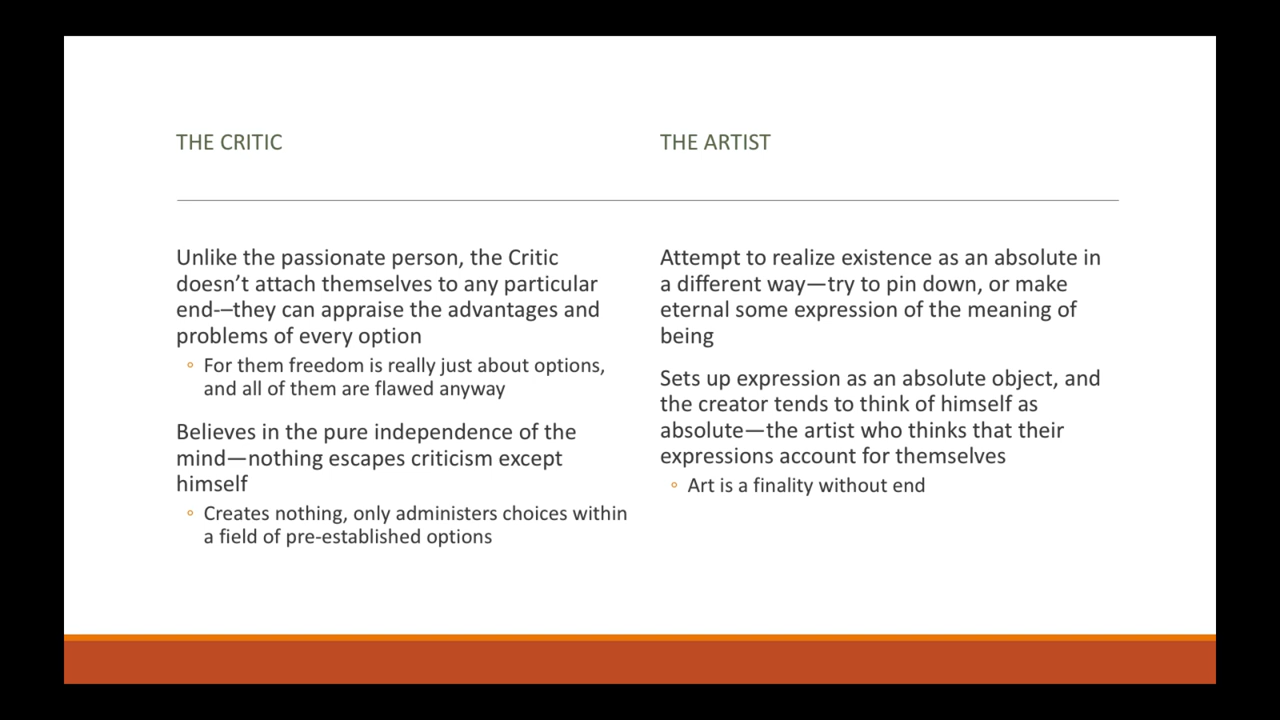 THE CRITIC
Unlike the passionate person, the Critic
doesn’t attach themselves to any particular
end-–they can appraise the advantages and
problems of every option
◦ For them freedom is really just about options,
and all of them are flawed anyway
Believes in the pure independence of the
mind—nothing escapes criticism except
himself
◦ Creates nothing, only administers choices within
a field of pre-established options
THE ARTIST
Attempt to realize existence as an absolute in
a different way—try to pin down, or make
eternal some expression of the meaning of
being
Sets up expression as an absolute object, and
the creator tends to think of himself as
absolute—the artist who thinks that their
expressions account for themselves
◦ Art is a finality without end